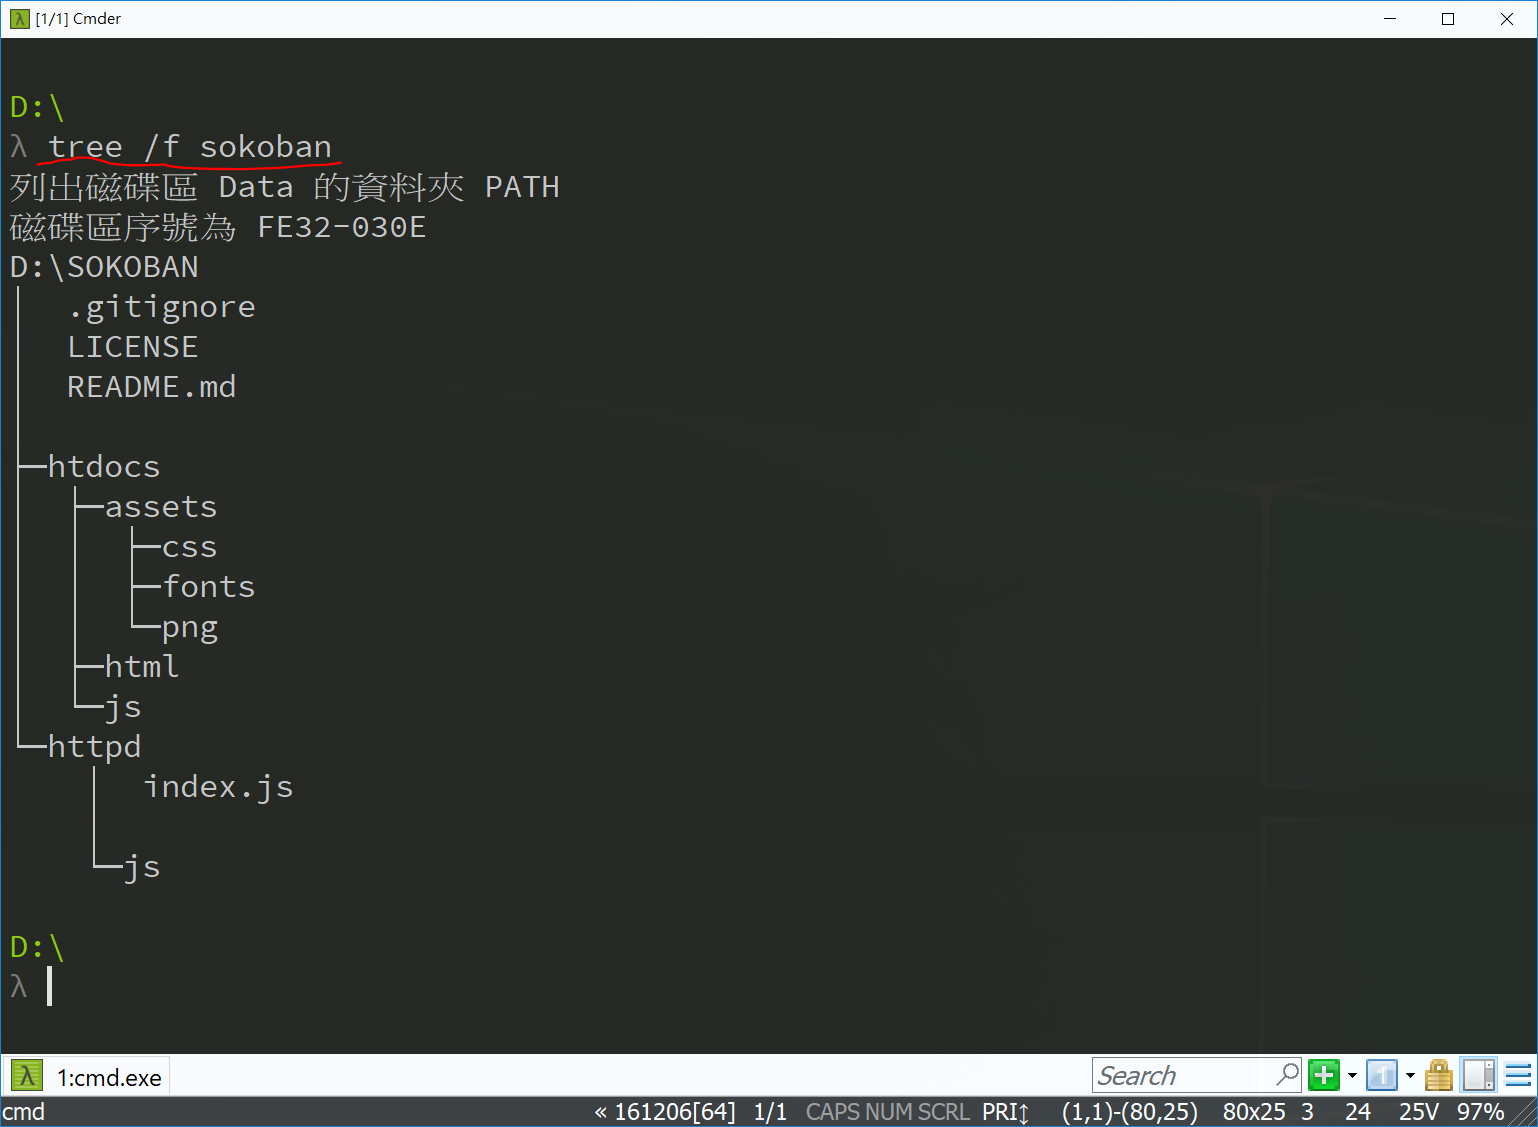 [1/1] Cmder
D:\
λ tree /f sokoban
列出磁碟區 Data 的資料夾 PATH
磁碟區序號為 FE32-030E
D:\SOKOBAN
.gitignore
LICENSE
README.md
htdocs
assets
css
fonts
png
html
js
httpd
index.js
js
D:\
λ
λ 1:cmd.exe
Search
1
cmd « 161206[64] 1/1 CAPS NUM SCRL PRI↕ (1,1)-(80,25) 80x25 3 24 25V 97%